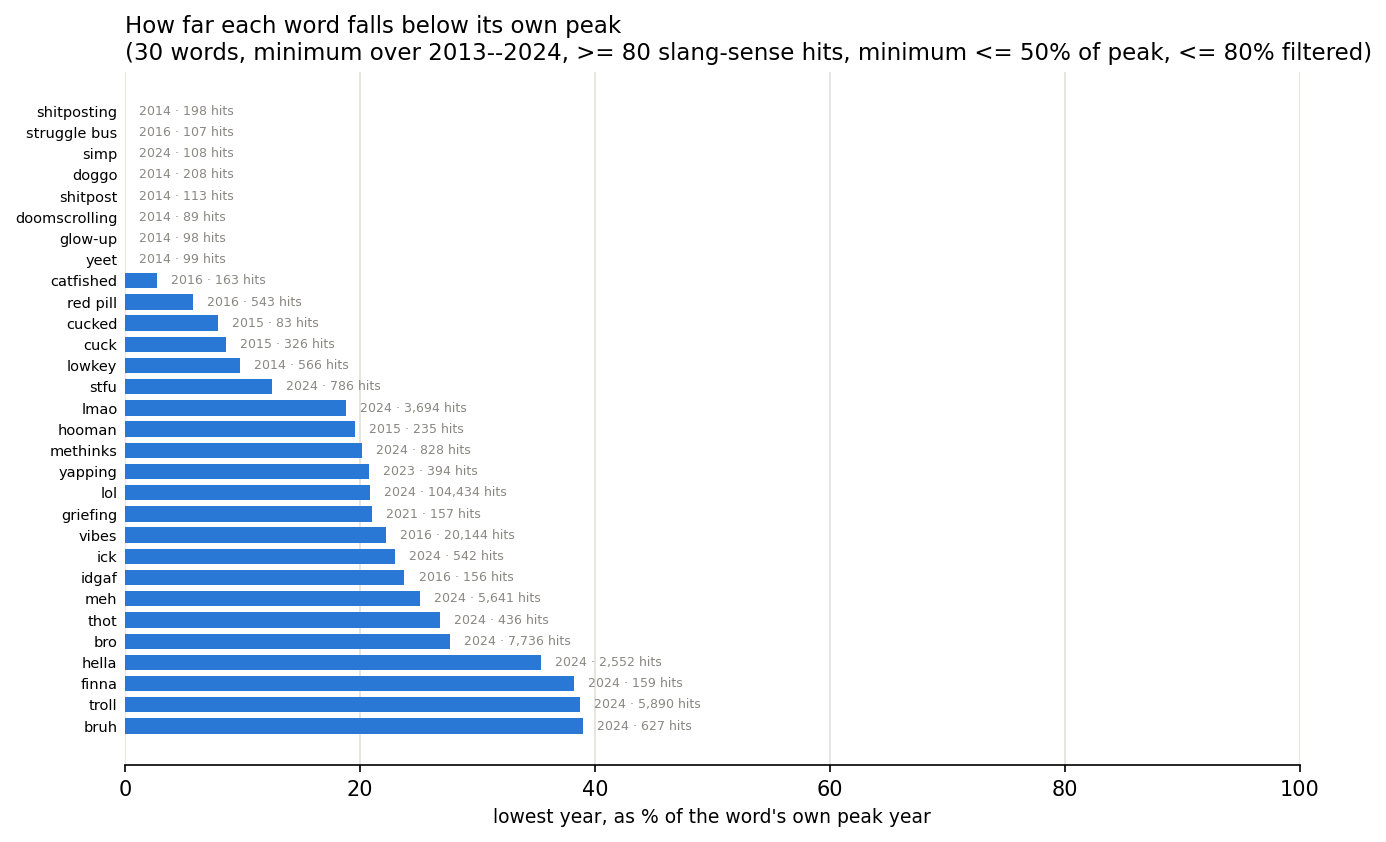 How far each word falls below its own peak
(30 words, minimum over 2013--2024, >= 80 slang-sense hits, minimum <= 50% of peak, <= 80% filtered)
shitposting 2014 · 198 hits
struggle bus 2016 · 107 hits
simp 2024 · 108 hits
doggo 2014 · 208 hits
shitpost 2014 · 113 hits
doomscrolling 2014 · 89 hits
glow-up 2014 · 98 hits
yeet 2014 · 99 hits
catfished 2016 · 163 hits
red pill 2016 · 543 hits
cucked 2015 · 83 hits
cuck 2015 · 326 hits
lowkey 2014 · 566 hits
stfu 2024 · 786 hits
lmao 2024 · 3,694 hits
hooman 2015 · 235 hits
methinks 2024 · 828 hits
yapping 2023 · 394 hits
lol 2024 · 104,434 hits
griefing 2021 · 157 hits
vibes 2016 · 20,144 hits
ick 2024 · 542 hits
idgaf 2016 · 156 hits
meh 2024 · 5,641 hits
thot 2024 · 436 hits
bro 2024 · 7,736 hits
hella 2024 · 2,552 hits
finna 2024 · 159 hits
troll 2024 · 5,890 hits
bruh 2024 · 627 hits
0 20 40 60 80 100
lowest year, as % of the word's own peak year